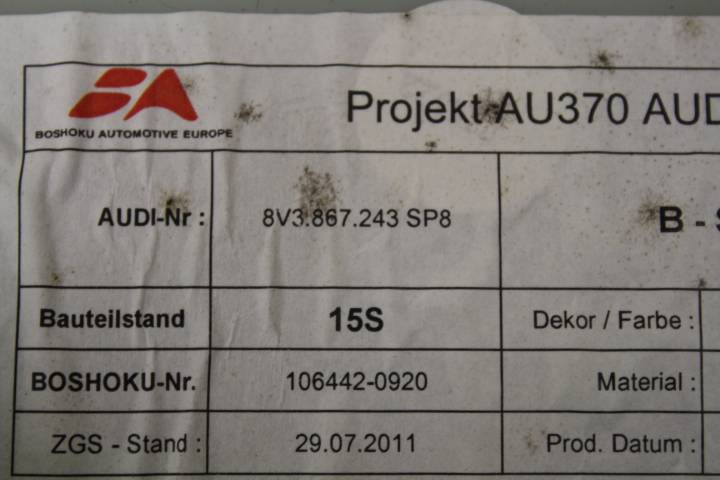 BOSHOKU AUTOMOTIVE EUROPE
Projekt AU370 AUD
AUDI-Nr : 8V3.867.243 SP8 B - S
Bauteilstand 15S Dekor / Farbe :
BOSHOKU-Nr. 106442-0920 Material :
ZGS - Stand : 29.07.2011 Prod. Datum :